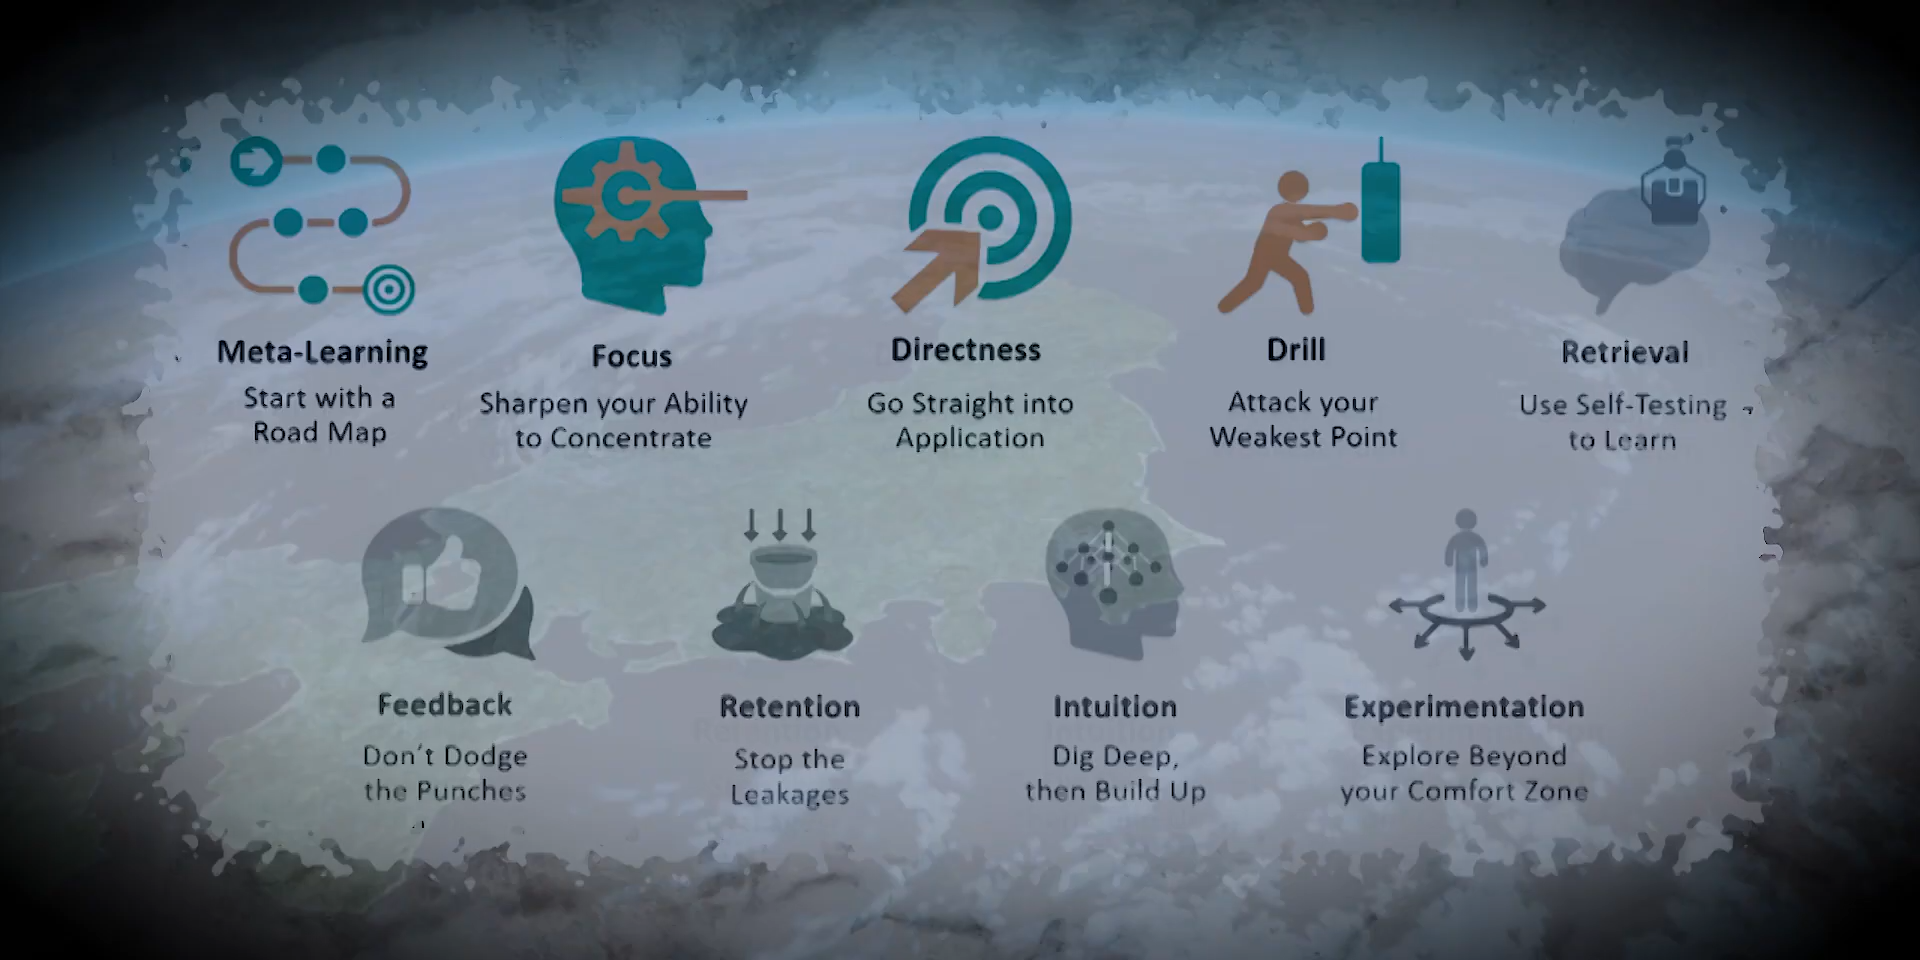 Meta-Learning
Start with a
Road Map
Focus
Sharpen your Ability
to Concentrate
Directness
Go Straight into
Application
Drill
Attack your
Weakest Point
Retrieval
Use Self-Testing
to Learn
Feedback
Don't Dodge
the Punches
Retention
Stop the
Leakages
Intuition
Dig Deep,
then Build Up
Experimentation
Explore Beyond
your Comfort Zone